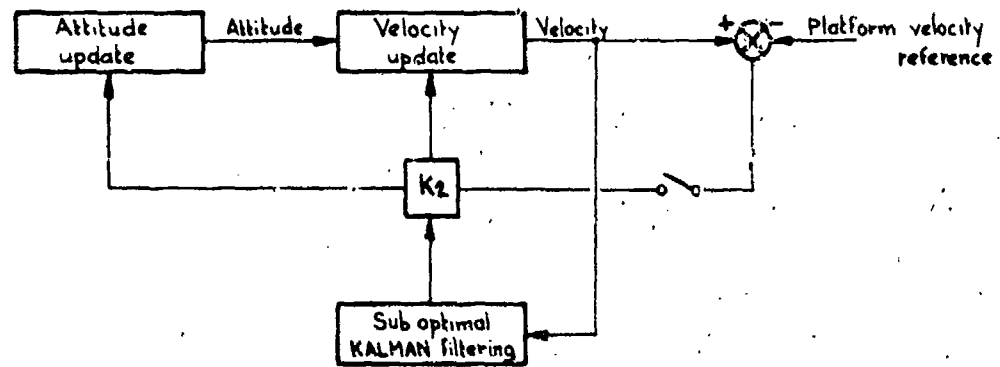 Attitude
update
Attitude
Velocity
update
Velocity
+
-
Platform velocity
reference
K2
Sub optimal
KALMAN filtering